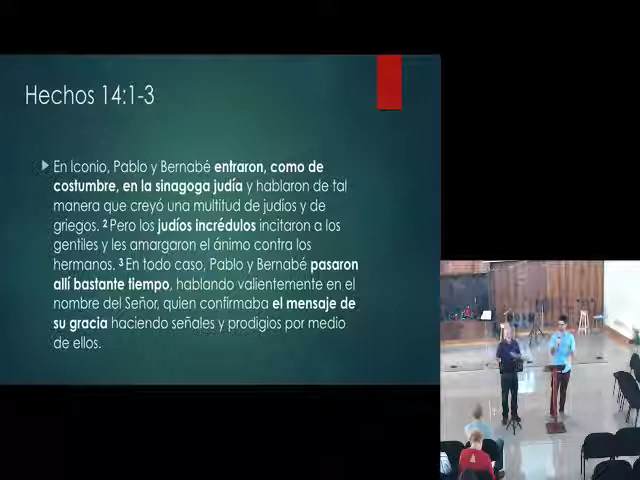 Hechos 14:1-3
En Iconio, Pablo y Bernabé entraron, como de
costumbre, en la sinagoga judía y hablaron de tal
manera que creyó una multitud de judíos y de
griegos. 2 Pero los judíos incrédulos incitaron a los
gentiles y les amargaron el ánimo contra los
hermanos. 3 En todo caso, Pablo y Bernabé pasaron
allí bastante tiempo, hablando valientemente en el
nombre del Señor, quien confirmaba el mensaje de
su gracia haciendo señales y prodigios por medio
de ellos.